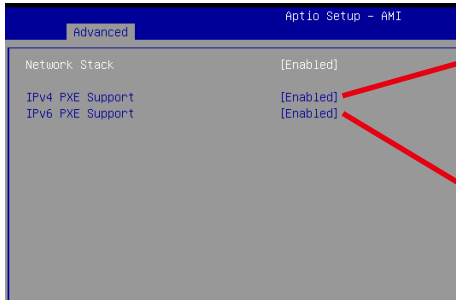 Aptio Setup - AMI
Advanced
Network Stack [Enabled]
IPv4 PXE Support [Enabled]
IPv6 PXE Support [Enabled]